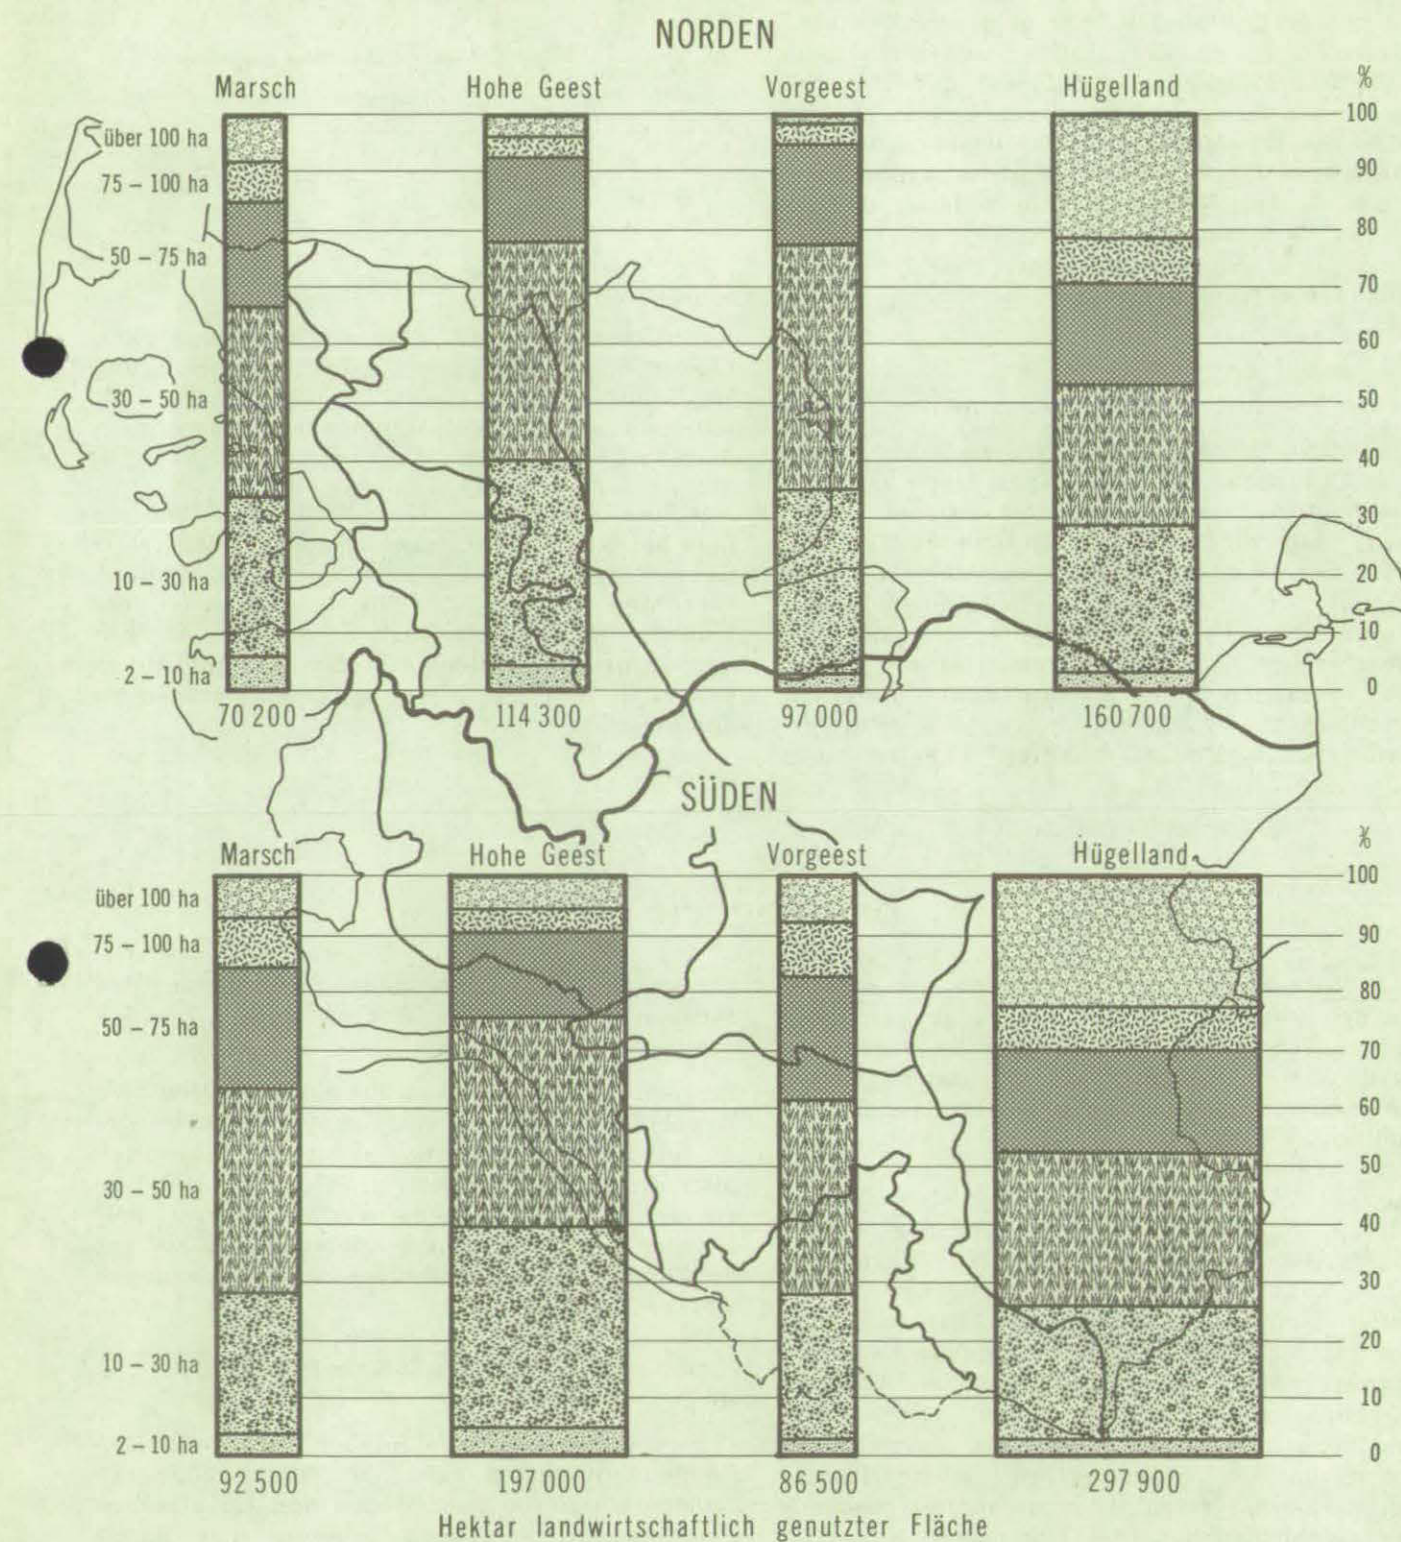 NORDEN
Marsch Hohe Geest Vorgeest Hügelland %
100
über 100 ha
90
75 – 100 ha
80
50 – 75 ha
70
60
30 – 50 ha 50
40
30
10 – 30 ha 20
10
2 – 10 ha 0
70 200 114 300 97 000 160 700
SÜDEN
%
Marsch Hohe Geest Vorgeest Hügelland
100
über 100 ha
75 – 100 ha 90
80
50 – 75 ha
70
60
50
30 – 50 ha
40
30
20
10 – 30 ha
10
2 – 10 ha 0
92 500 197 000 86 500 297 900
Hektar landwirtschaftlich genutzter Fläche